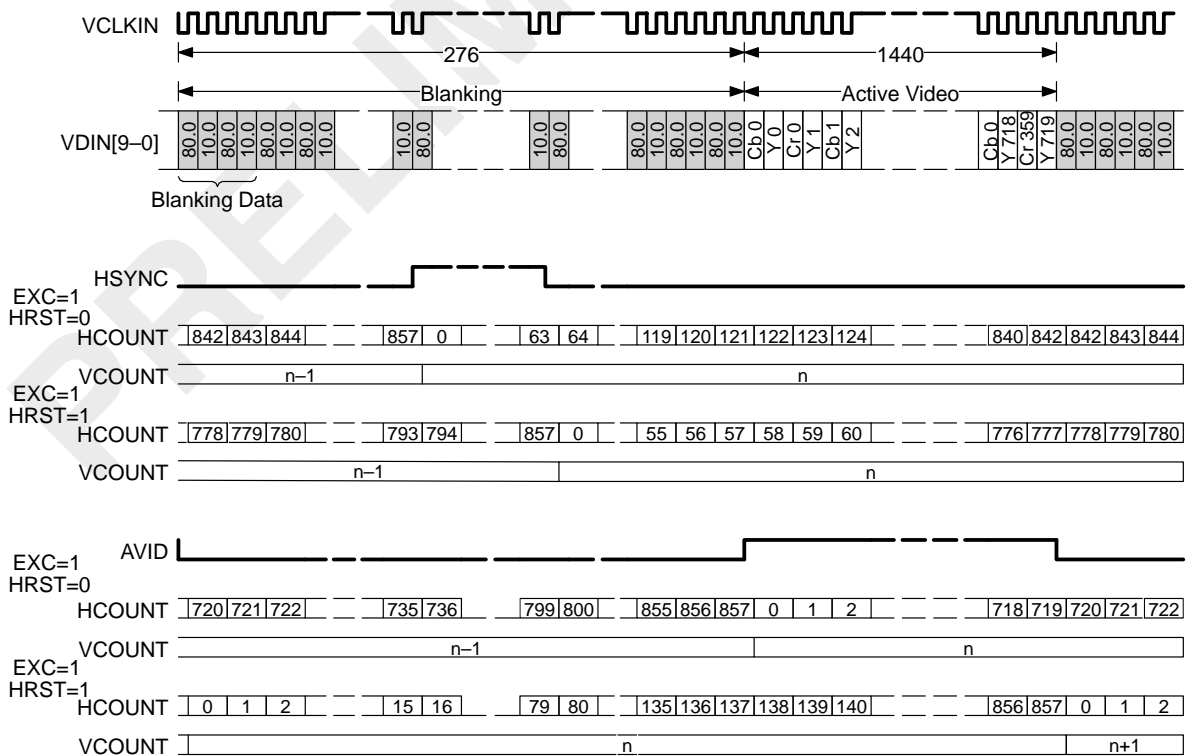 VCLKIN
276 1440
Blanking Active Video
VDIN[9–0] 80.0 10.0 80.0 10.0 80.0 10.0 80.0 10.0 10.0 80.0 10.0 80.0 80.0 10.0 80.0 10.0 80.0 10.0 Cb 0 Y 0 Cr 0 Y 1 Cb 1 Y 2 Cb 0 Y 718 Cr 359 Y 719 80.0 10.0 80.0 10.0 80.0 10.0
Blanking Data
HSYNC
EXC=1
HRST=0
HCOUNT 842 843 844 857 0 63 64 119 120 121 122 123 124 840 842 842 843 844
VCOUNT n–1 n
EXC=1
HRST=1
HCOUNT 778 779 780 793 794 857 0 55 56 57 58 59 60 776 777 778 779 780
VCOUNT n–1 n
AVID
EXC=1
HRST=0
HCOUNT 720 721 722 735 736 799 800 855 856 857 0 1 2 718 719 720 721 722
VCOUNT n–1 n
EXC=1
HRST=1
HCOUNT 0 1 2 15 16 79 80 135 136 137 138 139 140 856 857 0 1 2
VCOUNT n n+1
PRELIM